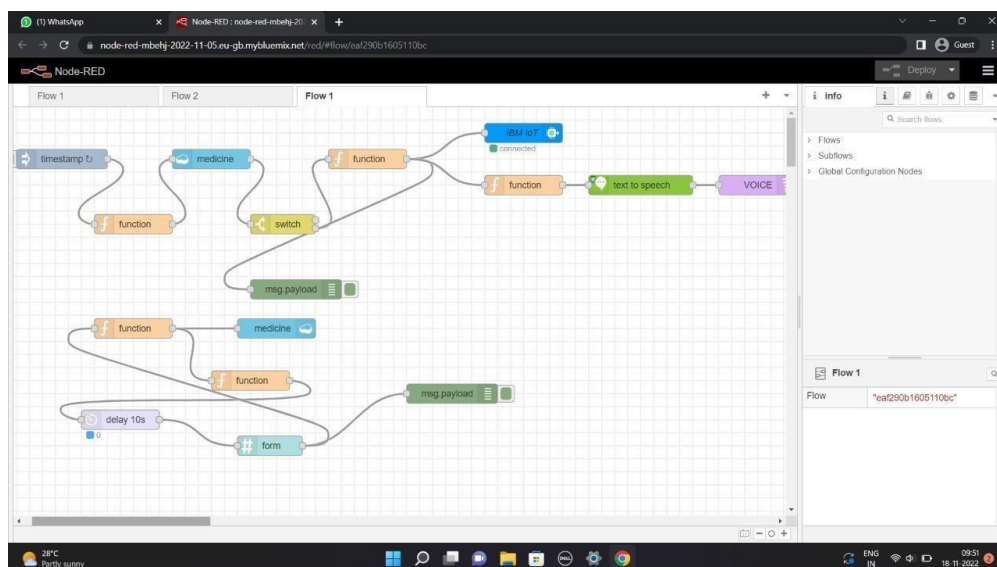 (1) WhatsApp
Node-RED : node-red-mbehj-20
node-red-mbehj-2022-11-05.eu-gb.mybluemix.net/red/#flow/eaf290b1605110bc
Guest
Node-RED
Deploy
Flow 1
Flow 2
Flow 1
i info
Search flows
Flows
Subflows
Global Configuration Nodes
IBM IoT
connected
timestamp ↻
medicine
function
function
text to speech
VOICE
function
switch
msg.payload
function
medicine
function
msg.payload
delay 10s
0
form
Flow 1
Flow
"eaf290b1605110bc"
28°C
Partly sunny
DELL
ENG
IN
09:51
18-11-2022
2